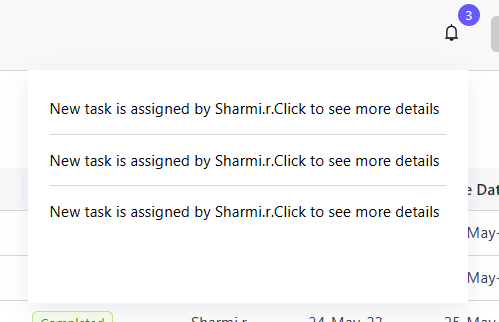 3
New task is assigned by Sharmi.r.Click to see more details
New task is assigned by Sharmi.r.Click to see more details
e Dat
New task is assigned by Sharmi.r.Click to see more details
May-
May-
Completed
Sharmi.r
24-May-23
25-May-